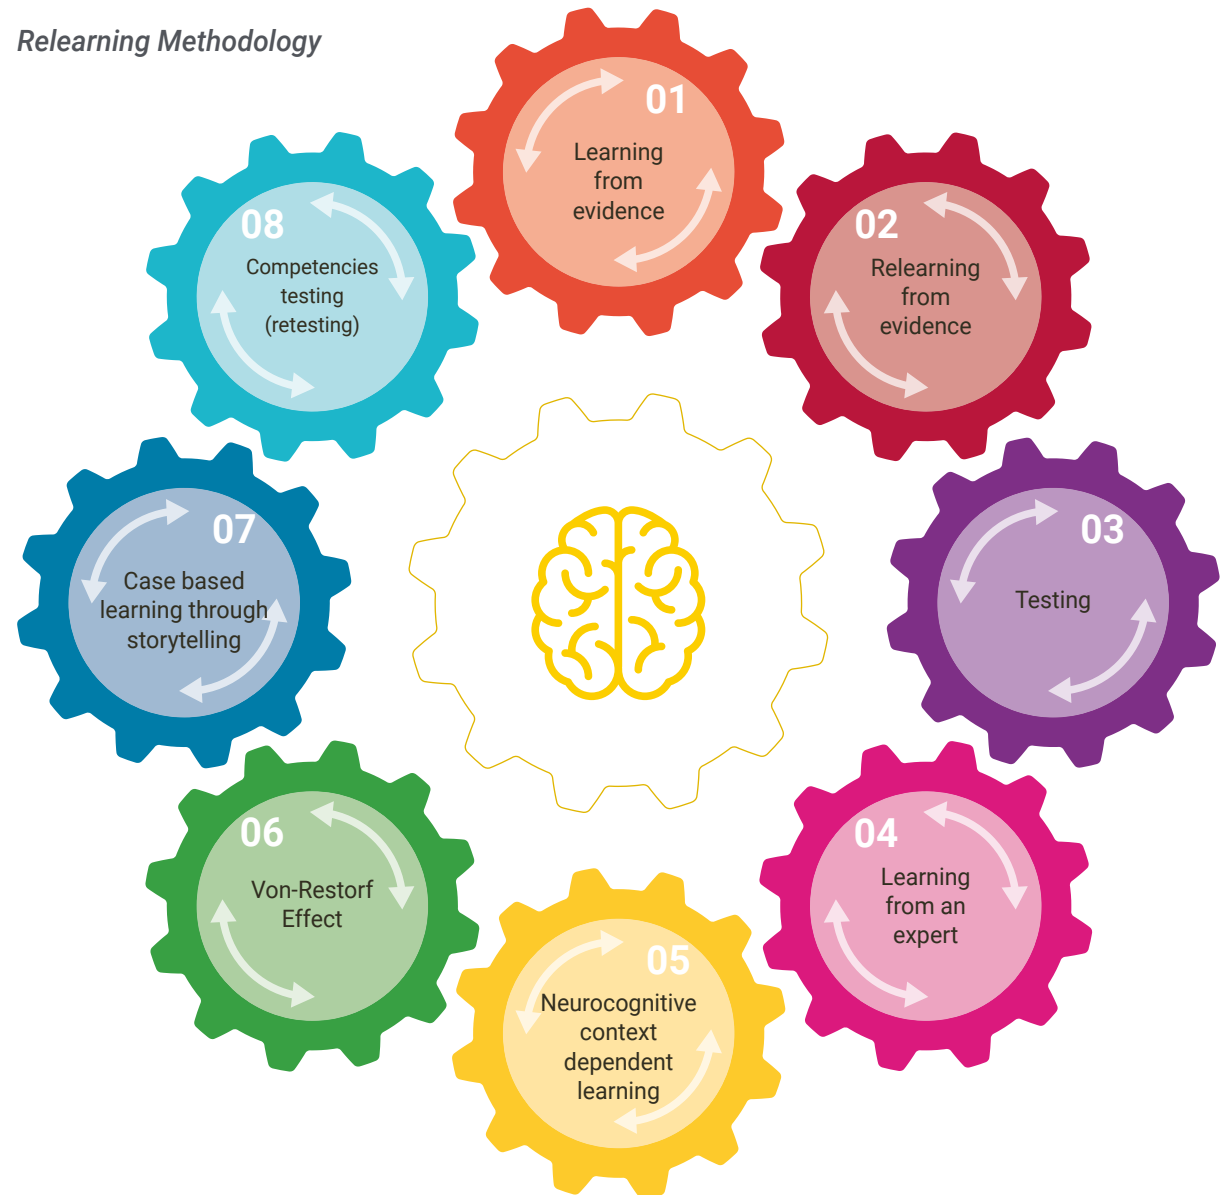 Relearning Methodology
01
Learning
from
evidence
02
Relearning
from
evidence
03
Testing
04
Learning
from an
expert
05
Neurocognitive
context
dependent
learning
06
Von-Restorf
Effect
07
Case based
learning through
storytelling
08
Competencies
testing
(retesting)